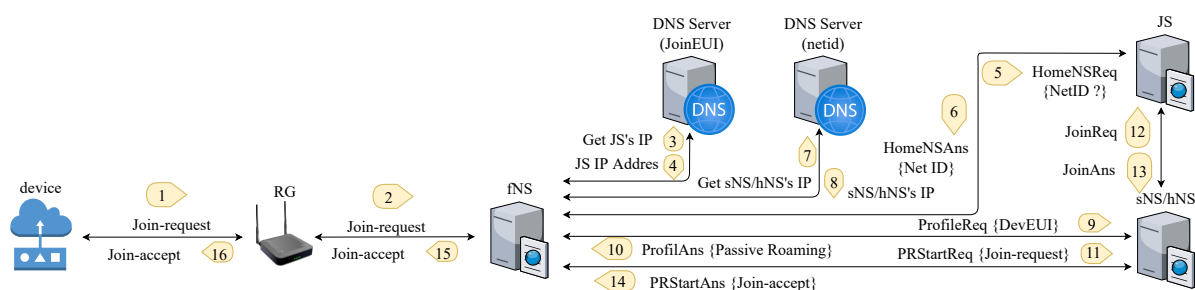 DNS Server
(JoinEUI)
DNS Server
(netid)
JS
DNS
DNS
5
HomeNSReq
{NetID ?}
6
HomeNSAns
{Net ID}
Get JS's IP
3
JS IP Addres
4
7
Get sNS/hNS's IP
8
sNS/hNS's IP
JoinReq
12
JoinAns
13
device
1
Join-request
Join-accept
16
RG
2
Join-request
Join-accept
15
fNS
sNS/hNS
ProfileReq {DevEUI}
9
10
ProfilAns {Passive Roaming}
PRStartReq {Join-request}
11
14
PRStartAns {Join-accept}